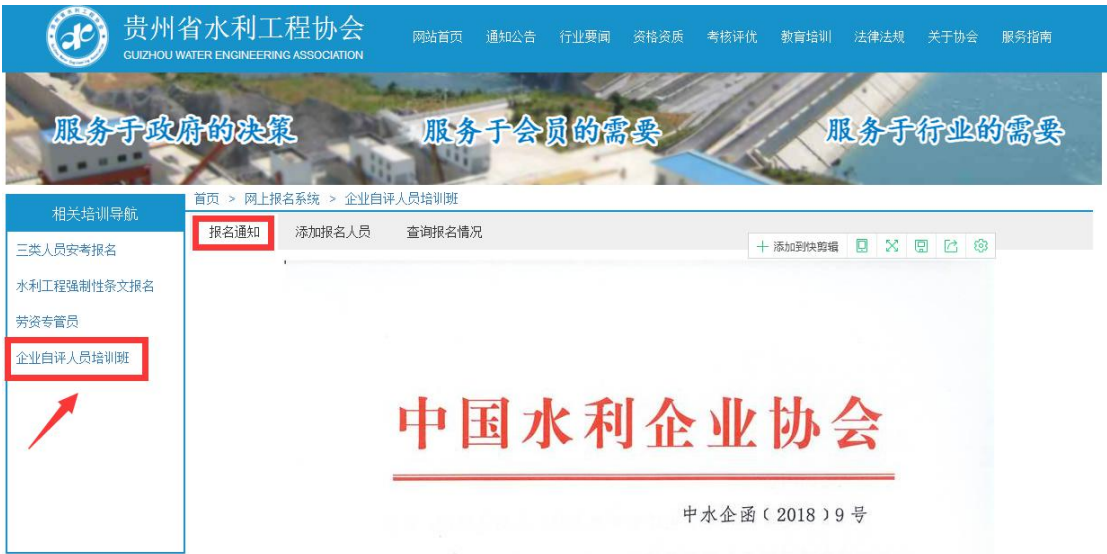 贵州省水利工程协会
GUIZHOU WATER ENGINEERING ASSOCIATION
网站首页 通知公告 行业要闻 资格资质 考核评优 教育培训 法律法规 关于协会 服务指南
服务于政府的决策 服务于会员的需要 服务于行业的需要
相关培训导航
三类人员安考报名
水利工程强制性条文报名
劳资专管员
企业自评人员培训班
首页 > 网上报名系统 > 企业自评人员培训班
报名通知 添加报名人员 查询报名情况
添加到快剪辑
中国水利企业协会
中水企函（2018）9号